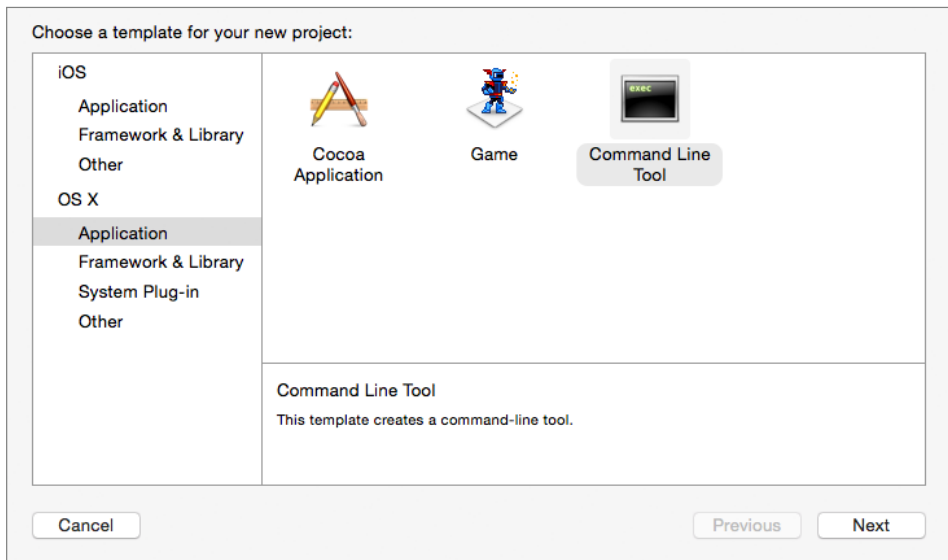 Choose a template for your new project:
iOS
Application
Framework & Library
Other
OS X
Application
Framework & Library
System Plug-in
Other
Cocoa
Application
Game
exec
Command Line
Tool
Command Line Tool
This template creates a command-line tool.
Cancel
Previous
Next